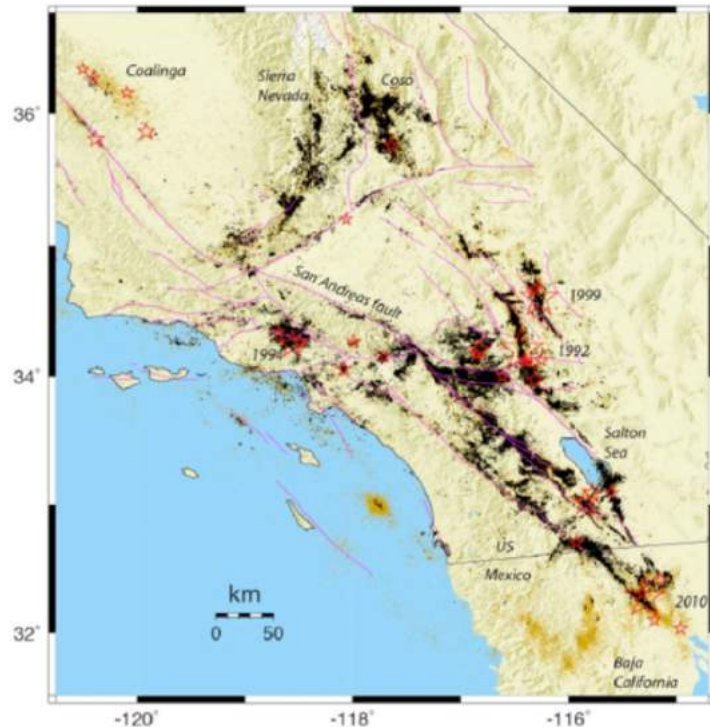 Coalinga
Sierra
Nevada
Coso
36°
San Andreas fault
1999
1994
1992
34°
Salton
Sea
US
Mexico
km
0 50
2010
32°
Baja
California
-120° -118° -116°